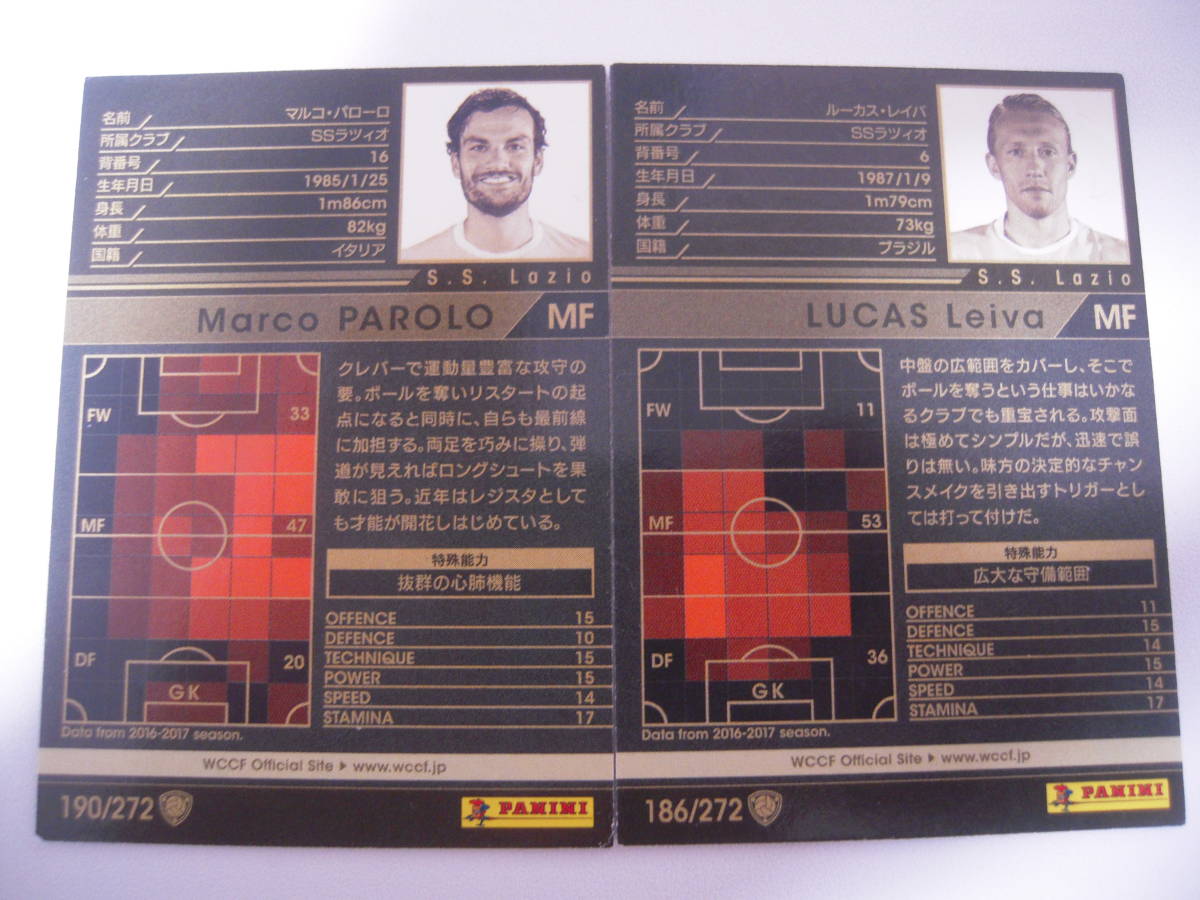 名前 マルコ・パローロ
所属クラブ SSラツィオ
背番号 16
生年月日 1985/1/25
身長 1m86cm
体重 82kg
国籍 イタリア
S.S. Lazio
Marco PAROLO MF
FW 33
MF 47
DF 20
GK
クレバーで運動量豊富な攻守の
要。ボールを奪いリスタートの起
点になると同時に、自らも最前線
に加担する。両足を巧みに操り、弾
道が見えればロングシュートを果
敢に狙う。近年はレジスタとして
も才能が開花しはじめている。
特殊能力
抜群の心肺機能
OFFENCE 15
DEFENCE 10
TECHNIQUE 15
POWER 15
SPEED 14
STAMINA 17
Data from 2016-2017 season.
WCCF Official Site ▶ www.wccf.jp
190/272
PANINI
名前 ルーカス・レイバ
所属クラブ SSラツィオ
背番号 6
生年月日 1987/1/9
身長 1m79cm
体重 73kg
国籍 ブラジル
S.S. Lazio
LUCAS Leiva MF
FW 11
MF 53
DF 36
GK
中盤の広範囲をカバーし、そこで
ボールを奪うという仕事はいかな
るクラブでも重宝される。攻撃面
は極めてシンプルだが、迅速で誤
りは無い。味方の決定的なチャン
スメイクを引き出すトリガーとし
ては打って付けだ。
特殊能力
広大な守備範囲
OFFENCE 11
DEFENCE 15
TECHNIQUE 14
POWER 15
SPEED 14
STAMINA 17
Data from 2016-2017 season.
WCCF Official Site ▶ www.wccf.jp
186/272
PANINI